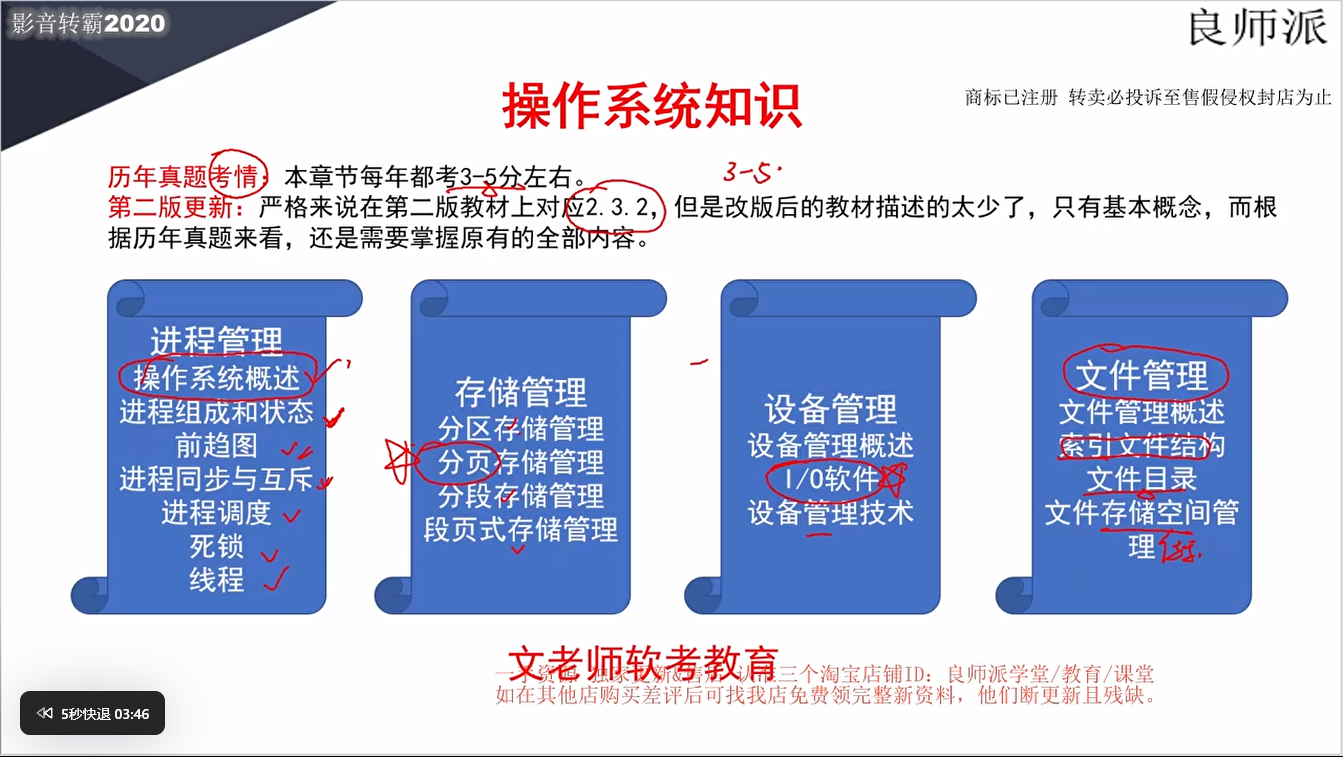 影音转霸2020
良师派
操作系统知识
商标已注册 转卖必投诉至售假侵权封店为止
历年真题考情：本章节每年都考3-5分左右。
3-5.
第二版更新：严格来说在第二版教材上对应2.3.2，但是改版后的教材描述的太少了，只有基本概念，而根
据历年真题来看，还是需要掌握原有的全部内容。
进程管理
操作系统概述
进程组成和状态
前趋图
进程同步与互斥
进程调度
死锁
线程
存储管理
分区存储管理
分页存储管理
分段存储管理
段页式存储管理
设备管理
设备管理概述
I/O软件
设备管理技术
文件管理
文件管理概述
索引文件结构
文件目录
文件存储空间管
理
文老师软考教育
一手资源 独家更新&售后 认准三个淘宝店铺ID：良师派学堂/教育/课堂
如在其他店购买差评后可找我店免费领完整新资料，他们断更新且残缺。
5秒快退 03:46